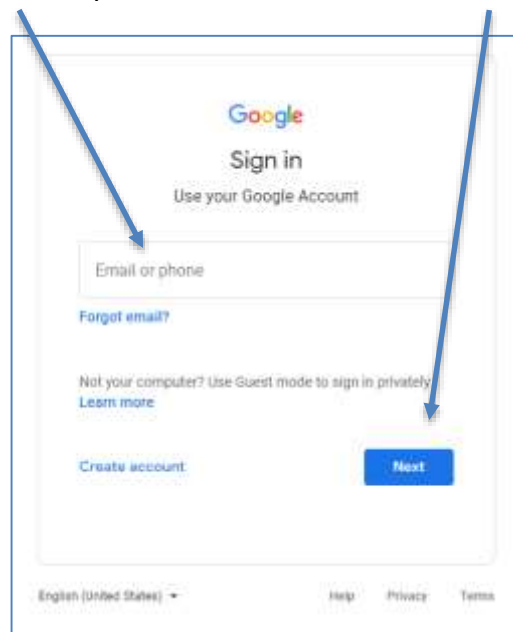 Google
Sign in
Use your Google Account
Email or phone
Forgot email?
Not your computer? Use Guest mode to sign in privately.
Learn more
Create account
Next
English (United States)
Help Privacy Terms